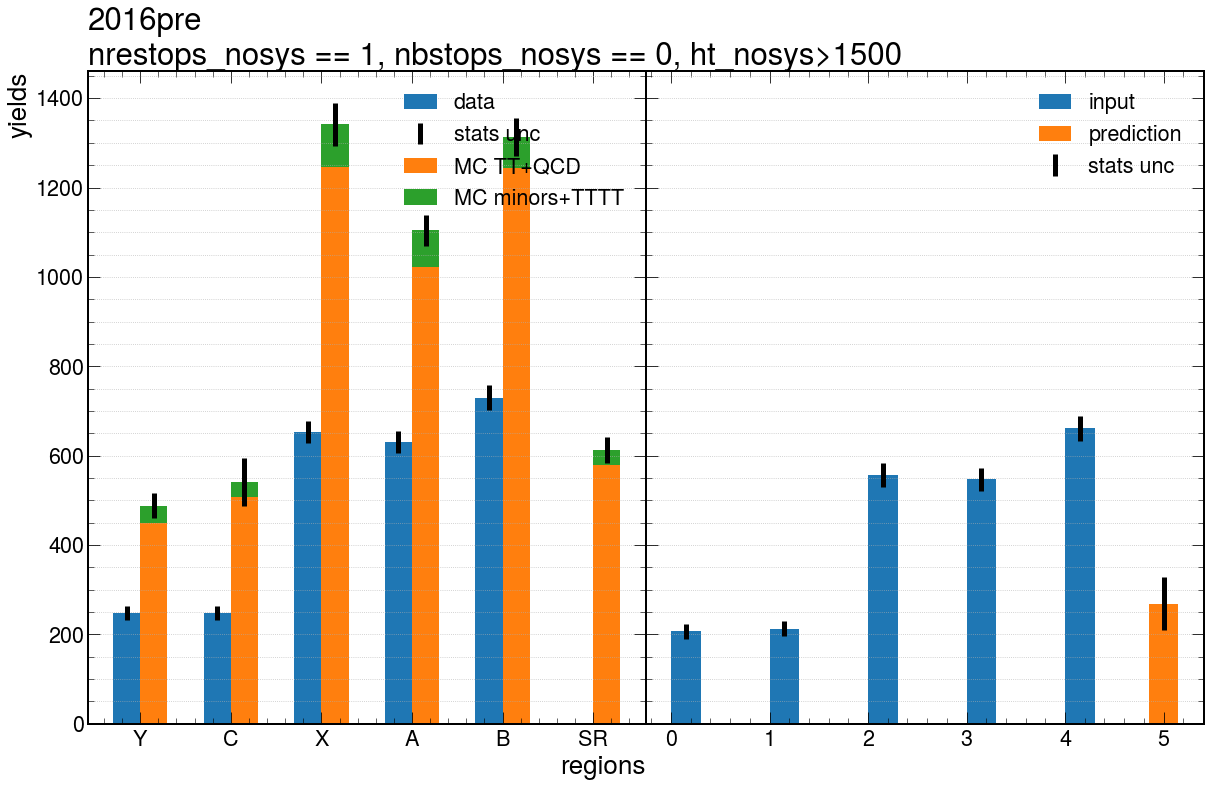 2016pre
nrestops_nosys == 1, nbstops_nosys == 0, ht_nosys>1500
yields
1400
1200
1000
800
600
400
200
0
data
stats unc
MC TT+QCD
MC minors+TTTT
input
prediction
stats unc
Y C X A B SR 0 1 2 3 4 5
regions